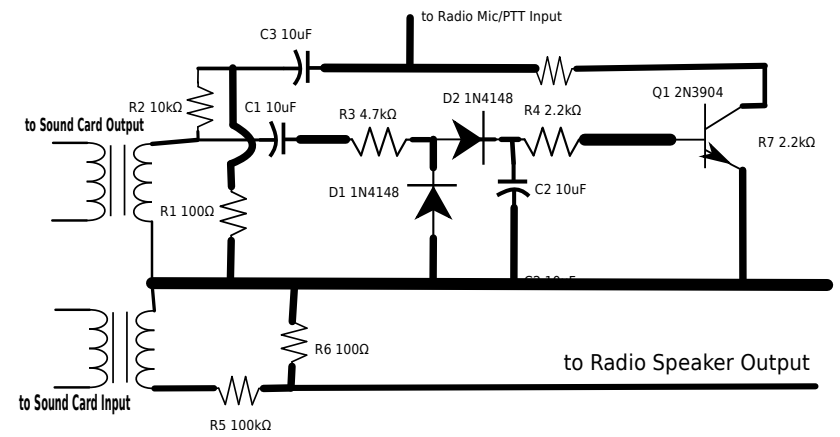 to Radio Mic/PTT Input
C3 10uF
R2 10kΩ
C1 10uF
D2 1N4148
Q1 2N3904
to Sound Card Output
R3 4.7kΩ
R4 2.2kΩ
R7 2.2kΩ
D1 1N4148
C2 10uF
R1 100Ω
R6 100Ω
to Radio Speaker Output
to Sound Card Input
R5 100kΩ